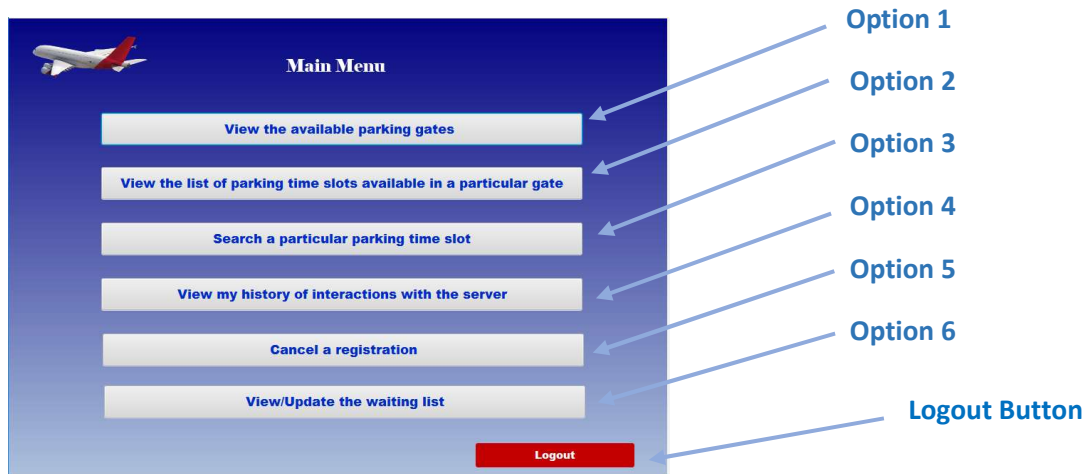 Option 1
Main Menu
Option 2
View the available parking gates
Option 3
View the list of parking time slots available in a particular gate
Option 4
Search a particular parking time slot
Option 5
View my history of interactions with the server
Option 6
Cancel a registration
View/Update the waiting list
Logout Button
Logout